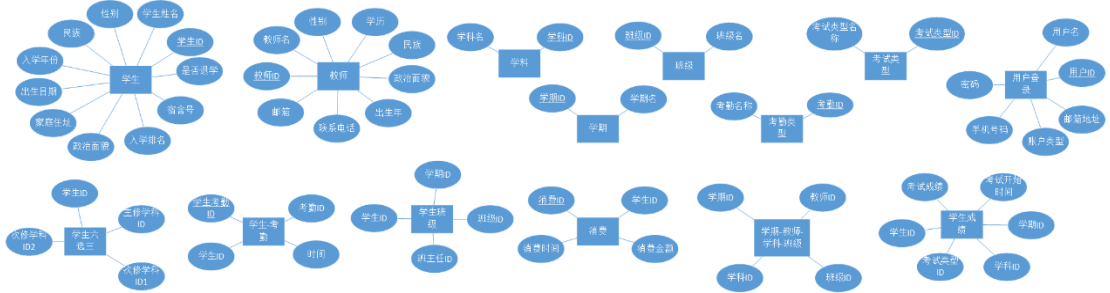 性别
学生姓名
民族
学生ID
入学年份
是否退学
学生
出生日期
宿舍号
家庭住址
入学排名
政治面貌
性别
学历
教师名
民族
教师ID
教师
政治面貌
邮箱
出生年
联系电话
学科名
学科ID
学科
班级ID
班级名
班级
考试类型名
称
考试类型ID
考试类
型
学期ID
学期名
学期
考勤名称
考勤ID
考勤类
型
用户名
用户ID
密码
用户登
录
邮箱地址
手机号码
账户类型
学生ID
主修学科
ID
学生六
选三
次修学科
ID2
次修学科
ID1
学生考勤
ID
考勤ID
学生-考
勤
学生ID
时间
学期ID
学生ID
学生班
级
班级ID
班主任ID
消费ID
学生ID
消费
消费时间
消费金额
学期ID
教师ID
学期-教师-
学科-班级
学科ID
班级ID
考试成绩
考试开始
时间
学生ID
学生成
绩
学期ID
考试类型
ID
学科ID